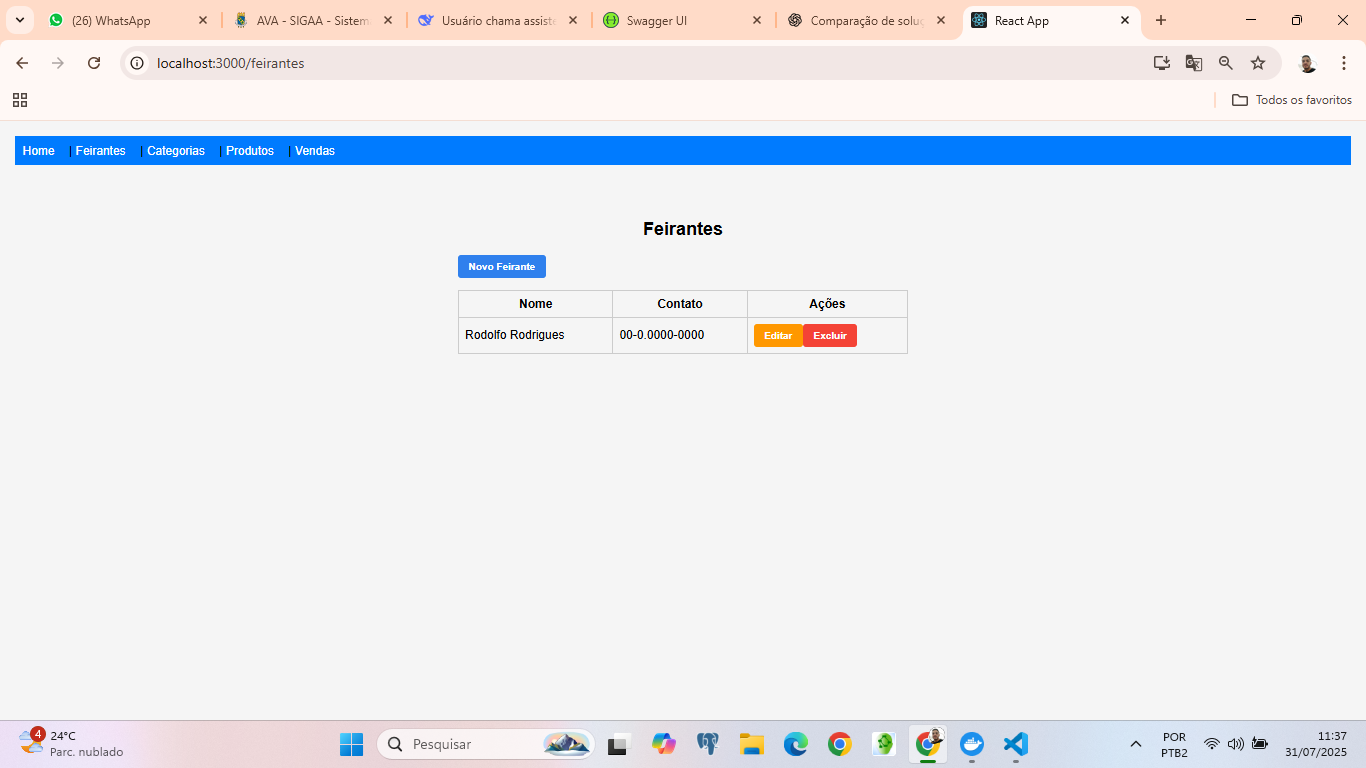 (26) WhatsApp
AVA - SIGAA - Sistem
Usuário chama assiste
Swagger UI
Comparação de soluç
React App
localhost:3000/feirantes
Todos os favoritos
Home | Feirantes | Categorias | Produtos | Vendas
Feirantes
Novo Feirante
Nome Contato Ações
Rodolfo Rodrigues 00-0.0000-0000 Editar Excluir
4
24°C
Parc. nublado
Pesquisar
POR
PTB2
11:37
31/07/2025